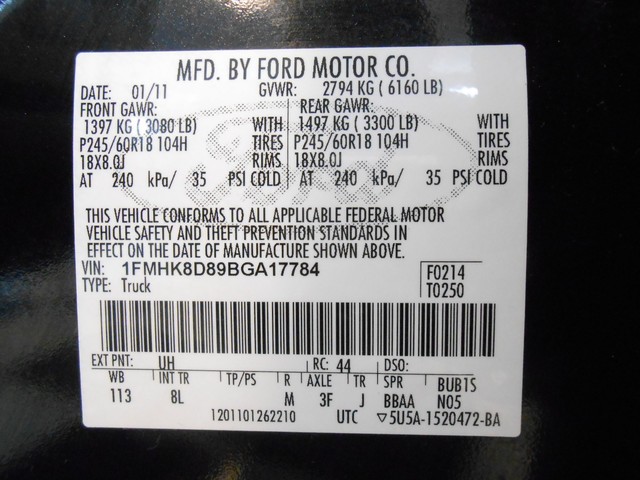 MFD. BY FORD MOTOR CO.
DATE: 01/11 GVWR: 2794 KG ( 6160 LB)
FRONT GAWR: REAR GAWR:
1397 KG (3080 LB) WITH 1497 KG ( 3300 LB) WITH
P245/60R18 104H TIRES P245/60R18 104H TIRES
18X8.0J RIMS 18X8.0J RIMS
AT 240 kPa/ 35 PSI COLD AT 240 kPa/ 35 PSI COLD
Ford
THIS VEHICLE CONFORMS TO ALL APPLICABLE FEDERAL MOTOR
VEHICLE SAFETY AND THEFT PREVENTION STANDARDS IN
EFFECT ON THE DATE OF MANUFACTURE SHOWN ABOVE.
VIN: 1FMHK8D89BGA17784 F0214
TYPE: Truck T0250
EXT PNT: UH RC: 44 DSO:
WB INT TR TP/PS R AXLE TR SPR BUB1S
113 8L M 3F J BBAA N05
1201101262210 UTC ▽5U5A-1520472-BA